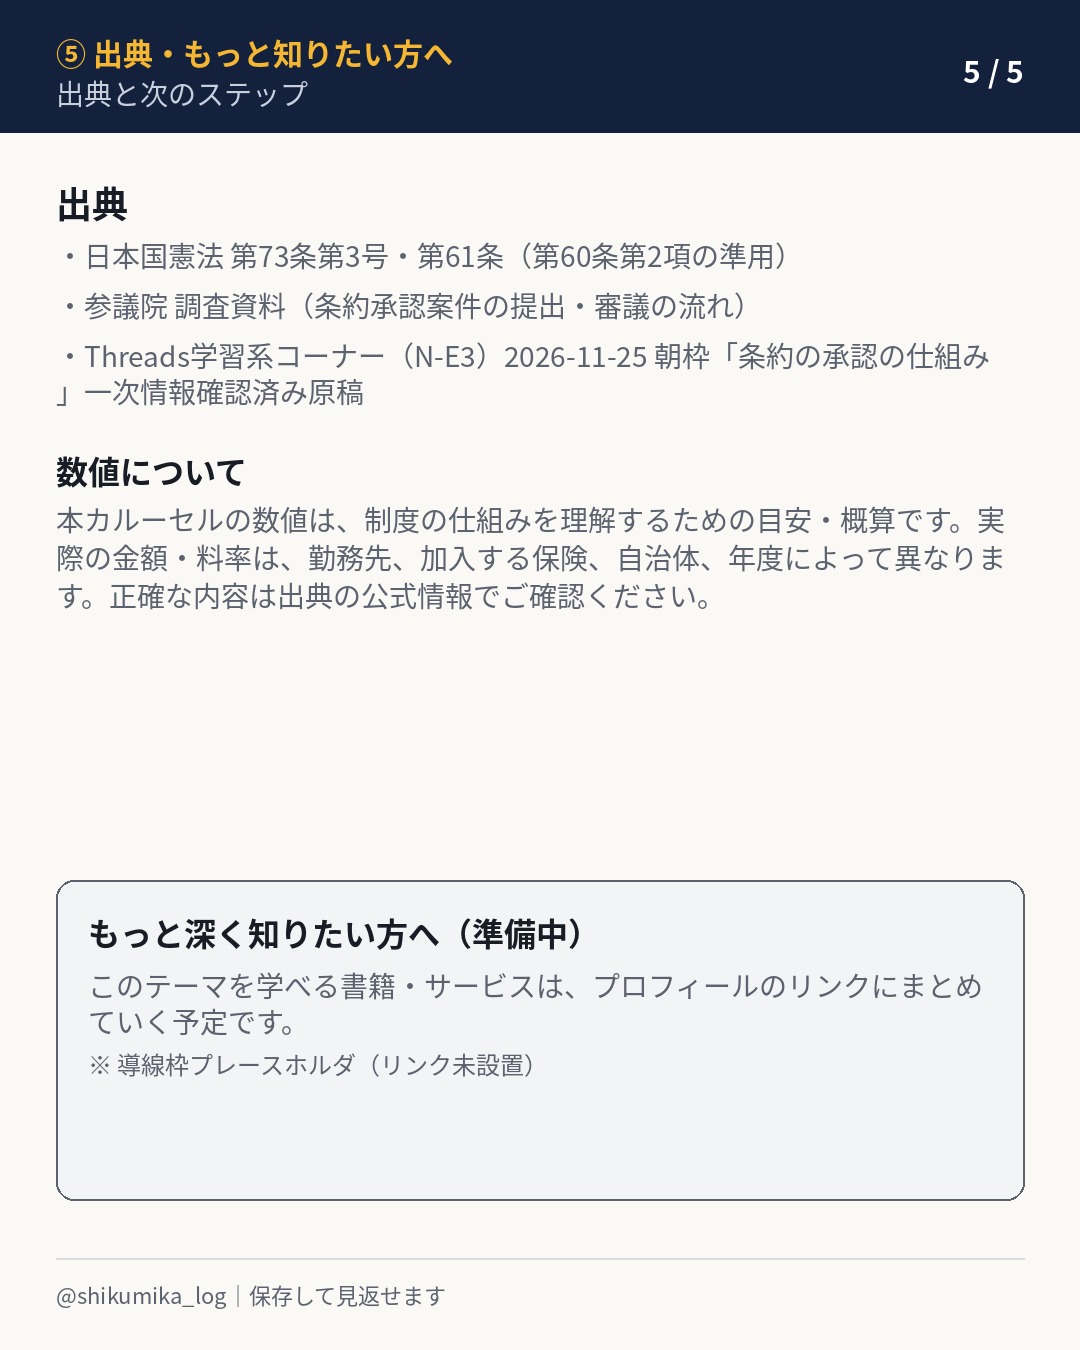 ⑤ 出典・もっと知りたい方へ
出典と次のステップ
5 / 5
出典
・日本国憲法 第73条第3号・第61条（第60条第2項の準用）
・参議院 調査資料（条約承認案件の提出・審議の流れ）
・Threads学習系コーナー（N-E3）2026-11-25 朝枠「条約の承認の仕組み
」一次情報確認済み原稿
数値について
本カルーセルの数値は、制度の仕組みを理解するための目安・概算です。実
際の金額・料率は、勤務先、加入する保険、自治体、年度によって異なりま
す。正確な内容は出典の公式情報でご確認ください。
もっと深く知りたい方へ（準備中）
このテーマを学べる書籍・サービスは、プロフィールのリンクにまとめ
ていく予定です。
※ 導線枠プレースホルダ（リンク未設置）
@shikumika_log｜保存して見返せます